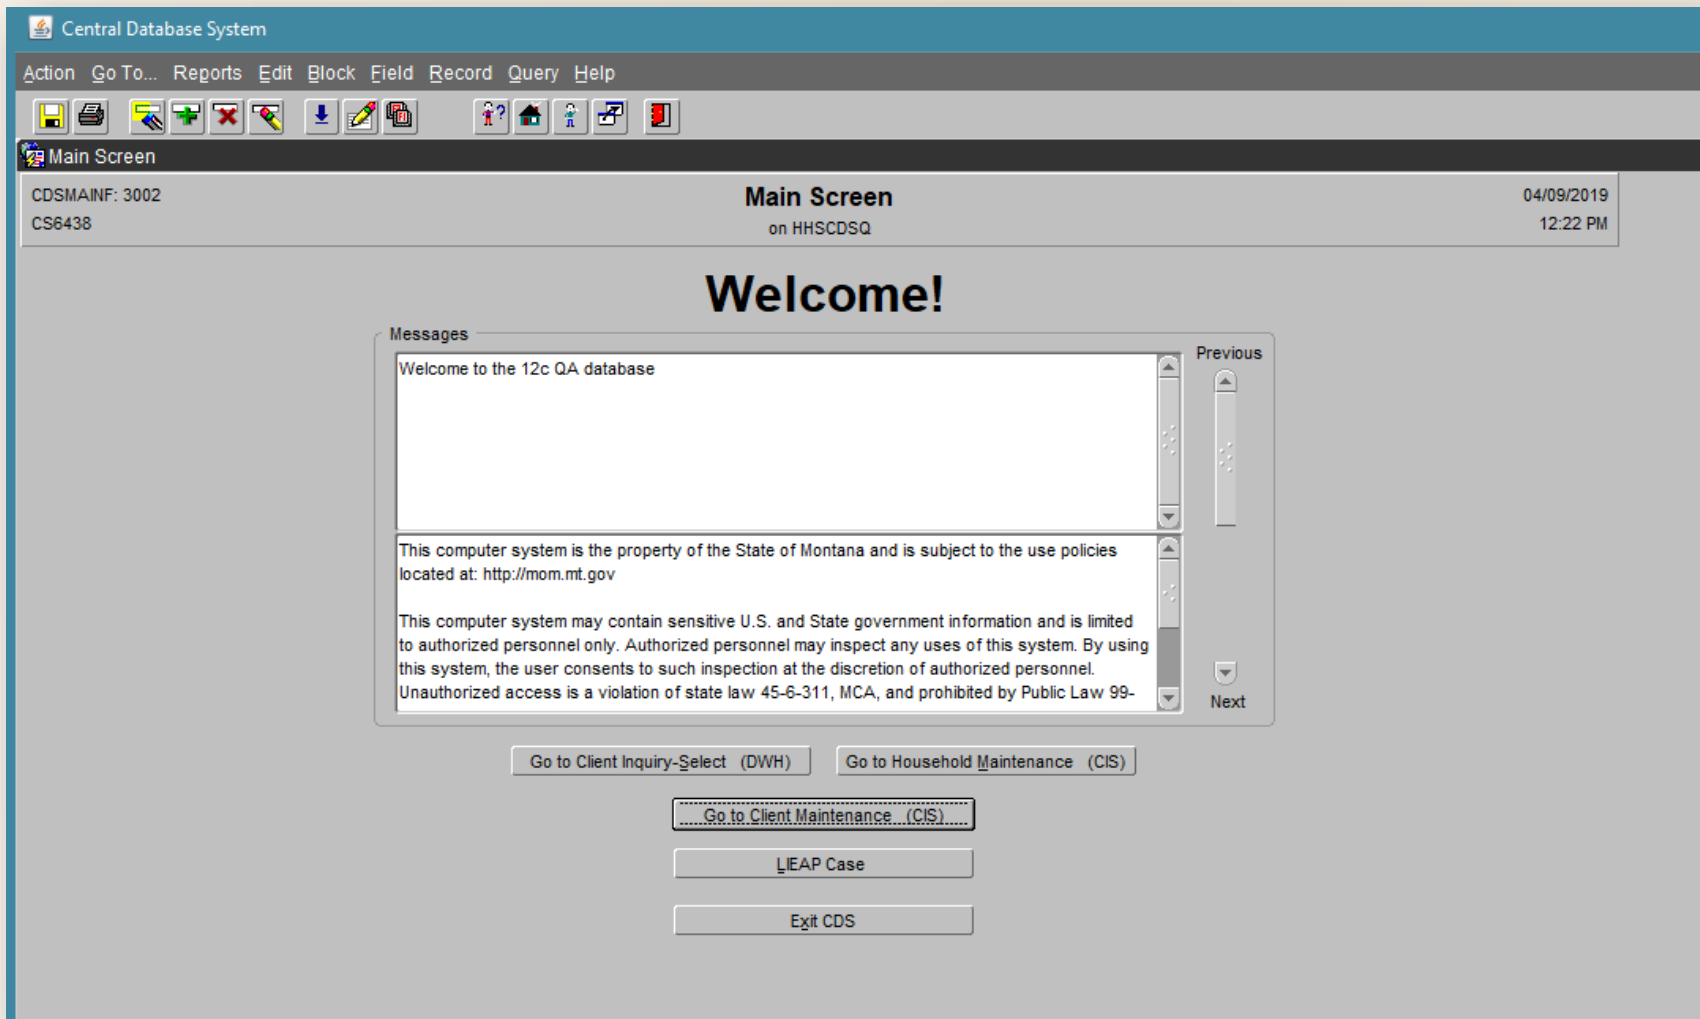 Central Database System
Action Go To... Reports Edit Block Field Record Query Help
Main Screen
CDSMAINF: 3002 Main Screen 04/09/2019
CS6438 on HHSCDSQ 12:22 PM
Welcome!
Messages
Previous
Welcome to the 12c QA database
This computer system is the property of the State of Montana and is subject to the use policies
located at: http://mom.mt.gov
This computer system may contain sensitive U.S. and State government information and is limited
to authorized personnel only. Authorized personnel may inspect any uses of this system. By using
this system, the user consents to such inspection at the discretion of authorized personnel.
Unauthorized access is a violation of state law 45-6-311, MCA, and prohibited by Public Law 99-
Next
Go to Client Inquiry-Select (DWH) Go to Household Maintenance (CIS)
Go to Client Maintenance (CIS)
LIEAP Case
Exit CDS